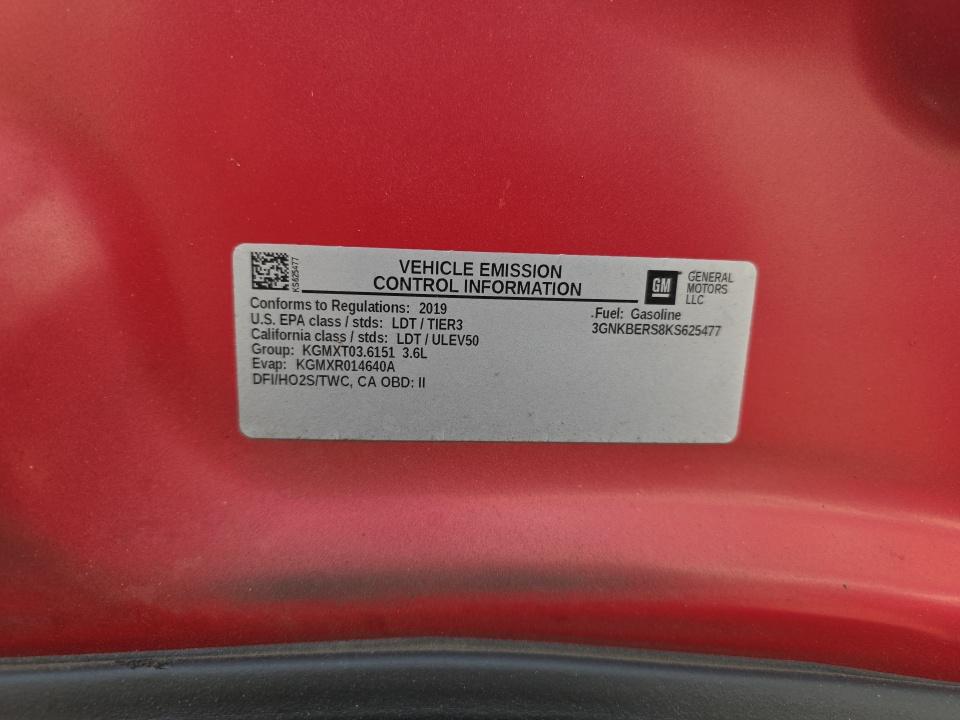 KS625477
VEHICLE EMISSION
CONTROL INFORMATION
GM
GENERAL
MOTORS
LLC
Conforms to Regulations: 2019
U.S. EPA class / stds: LDT / TIER3
California class / stds: LDT / ULEV50
Group: KGMXT03.6151 3.6L
Evap: KGMXR014640A
DFI/HO2S/TWC, CA OBD: II
Fuel: Gasoline
3GNKBERS8KS625477